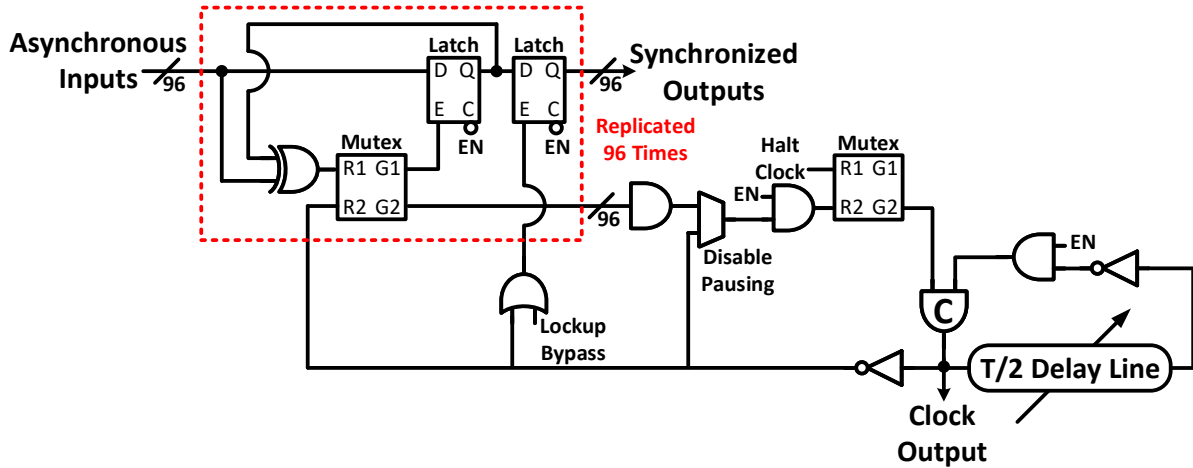 Asynchronous
Inputs
96
Latch
D Q
E C
EN
Latch
D Q
E C
EN
96
Synchronized
Outputs
Replicated
96 Times
Mutex
R1 G1
R2 G2
96
Disable
Pausing
EN
Halt
Clock
Mutex
R1 G1
R2 G2
EN
C
Lockup
Bypass
T/2 Delay Line
Clock
Output